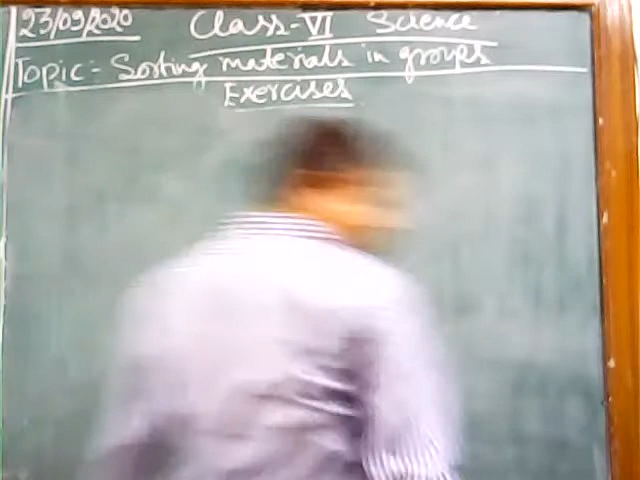 23/09/2020 Class-VI Science
Topic:- Sorting materials in groups
Exercises